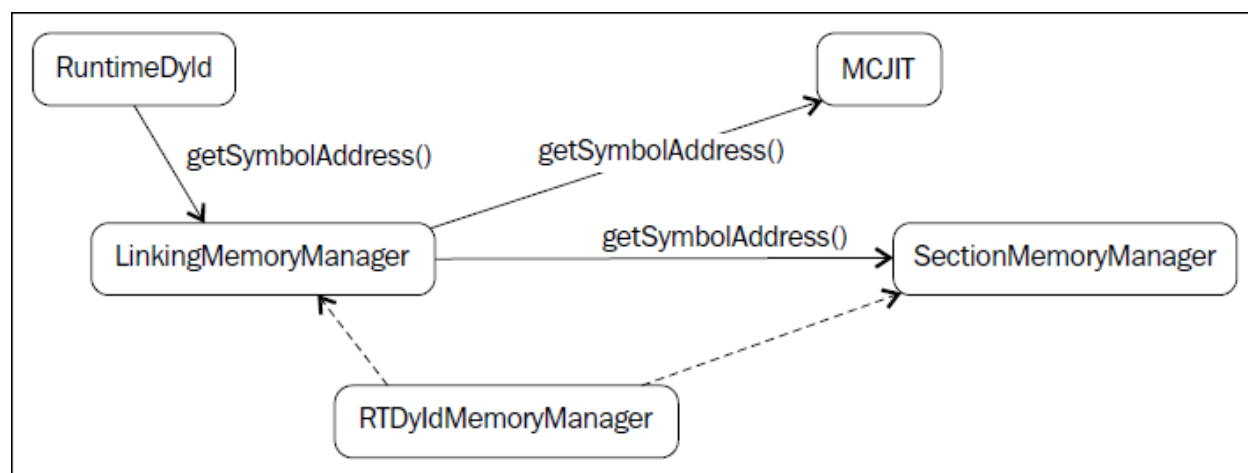 RuntimeDyld
MCJIT
getSymbolAddress()
getSymbolAddress()
LinkingMemoryManager
getSymbolAddress()
SectionMemoryManager
RTDyldMemoryManager